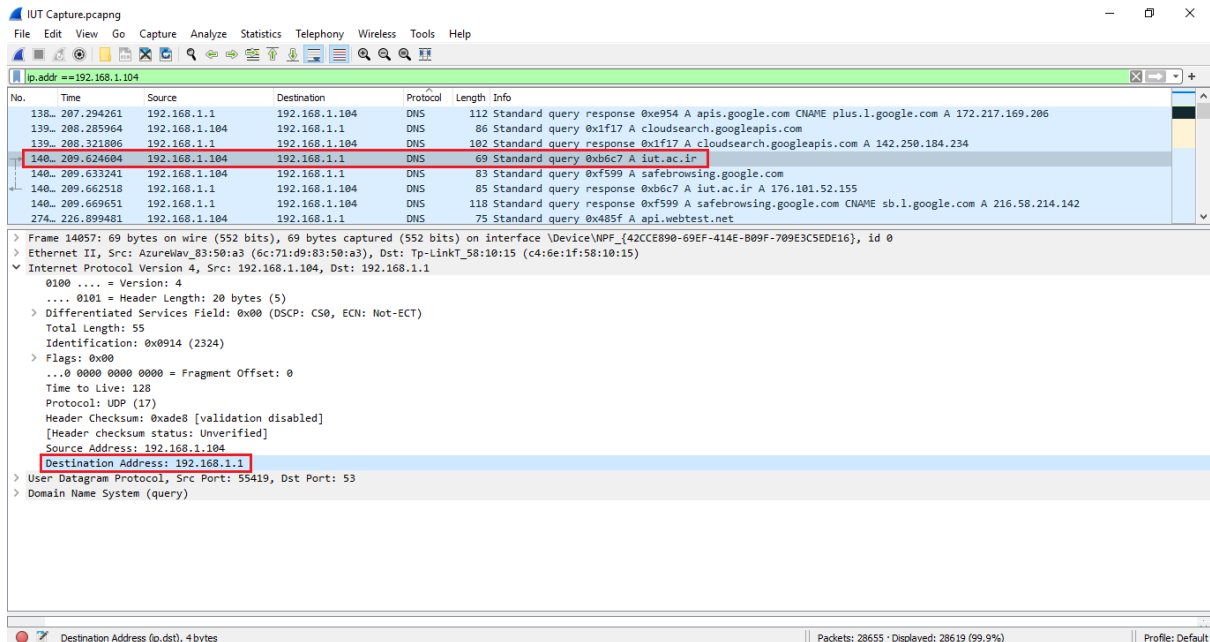 IUT Capture.pcapng
File Edit View Go Capture Analyze Statistics Telephony Wireless Tools Help
ip.addr ==192.168.1.104
No. Time Source Destination Protocol Length Info
138… 207.294261 192.168.1.1 192.168.1.104 DNS 112 Standard query response 0xe954 A apis.google.com CNAME plus.l.google.com A 172.217.169.206
139… 208.285964 192.168.1.104 192.168.1.1 DNS 86 Standard query 0x1f17 A cloudsearch.googleapis.com
139… 208.321806 192.168.1.1 192.168.1.104 DNS 102 Standard query response 0x1f17 A cloudsearch.googleapis.com A 142.250.184.234
140… 209.624604 192.168.1.104 192.168.1.1 DNS 69 Standard query 0xb6c7 A iut.ac.ir
140… 209.633241 192.168.1.104 192.168.1.1 DNS 83 Standard query 0xf599 A safebrowsing.google.com
140… 209.662518 192.168.1.1 192.168.1.104 DNS 85 Standard query response 0xb6c7 A iut.ac.ir A 176.101.52.155
140… 209.669651 192.168.1.1 192.168.1.104 DNS 118 Standard query response 0xf599 A safebrowsing.google.com CNAME sb.l.google.com A 216.58.214.142
274… 226.899481 192.168.1.104 192.168.1.1 DNS 75 Standard query 0x485f A api.webtest.net
> Frame 14057: 69 bytes on wire (552 bits), 69 bytes captured (552 bits) on interface \Device\NPF_{42CCE890-69EF-414E-B09F-709E3C5EDE16}, id 0
> Ethernet II, Src: AzureWav_83:50:a3 (6c:71:d9:83:50:a3), Dst: Tp-LinkT_58:10:15 (c4:6e:1f:58:10:15)
Internet Protocol Version 4, Src: 192.168.1.104, Dst: 192.168.1.1
0100 .... = Version: 4
.... 0101 = Header Length: 20 bytes (5)
> Differentiated Services Field: 0x00 (DSCP: CS0, ECN: Not-ECT)
Total Length: 55
Identification: 0x0914 (2324)
> Flags: 0x00
...0 0000 0000 0000 = Fragment Offset: 0
Time to Live: 128
Protocol: UDP (17)
Header Checksum: 0xade8 [validation disabled]
[Header checksum status: Unverified]
Source Address: 192.168.1.104
Destination Address: 192.168.1.1
> User Datagram Protocol, Src Port: 55419, Dst Port: 53
> Domain Name System (query)
Destination Address (ip.dst), 4 bytes Packets: 28655 · Displayed: 28619 (99.9%) Profile: Default